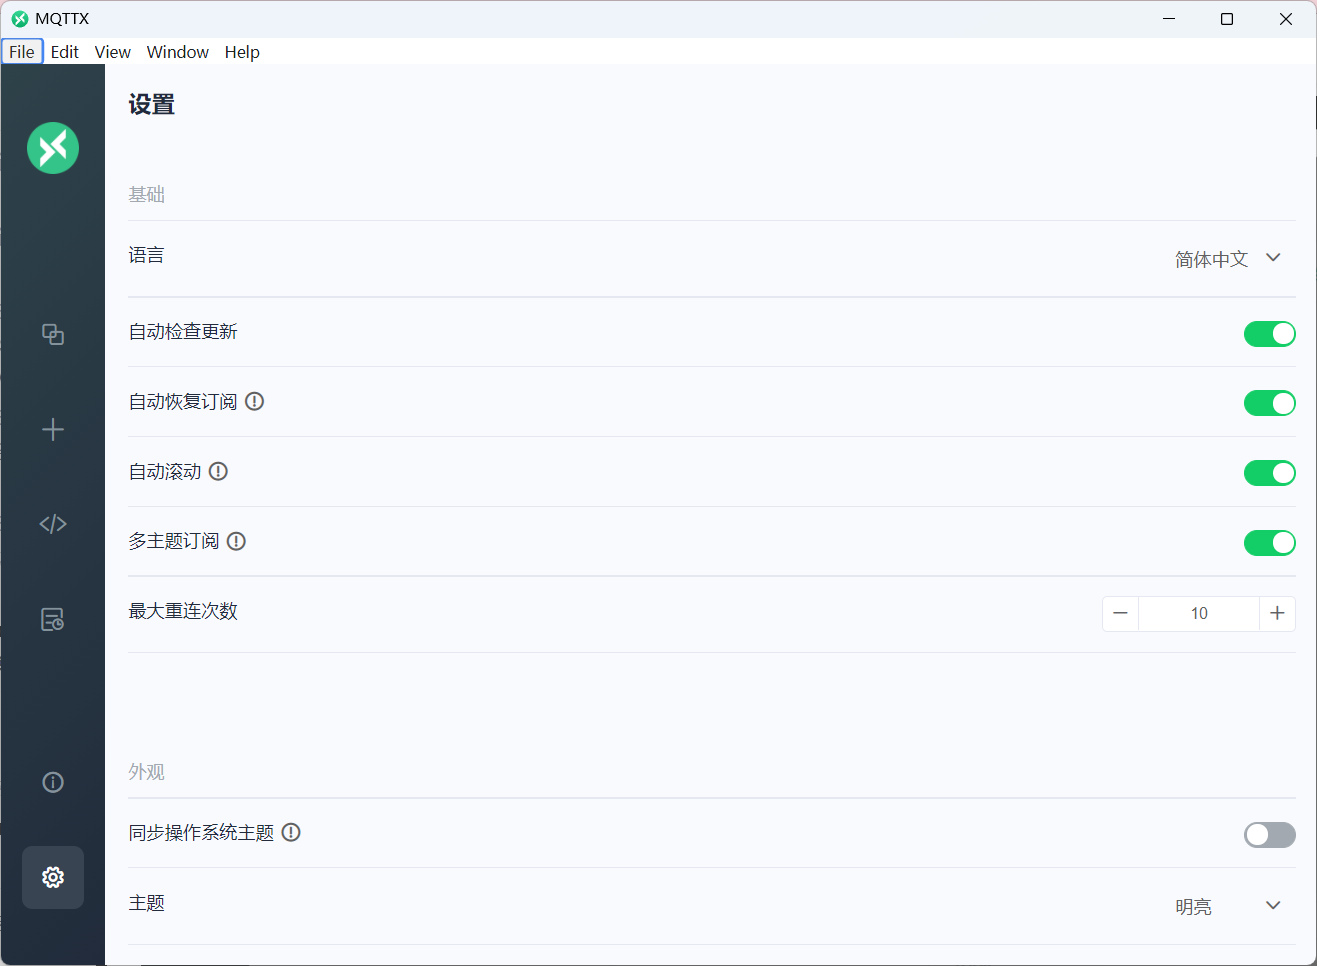 MQTTX
File Edit View Window Help
设置
基础
语言
简体中文
自动检查更新
自动恢复订阅
自动滚动
多主题订阅
最大重连次数
10
外观
同步操作系统主题
主题
明亮